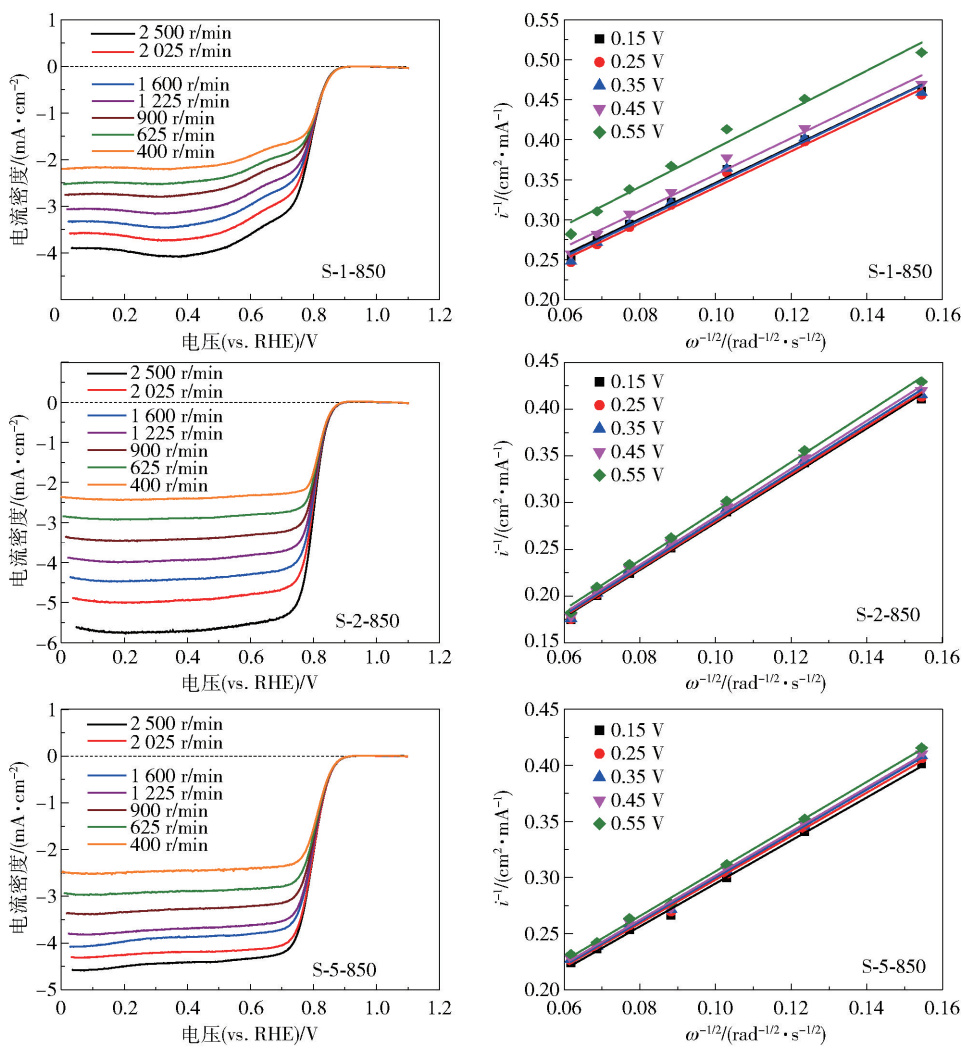 1
0
-1
-2
-3
-4
电流密度/(mA·cm⁻²)
2 500 r/min
2 025 r/min
1 600 r/min
1 225 r/min
900 r/min
625 r/min
400 r/min
S-1-850
0 0.2 0.4 0.6 0.8 1.0 1.2
电压(vs. RHE)/V
0.55
0.50
0.45
0.40
0.35
0.30
0.25
0.20
i⁻¹/(cm²·mA⁻¹)
0.15 V
0.25 V
0.35 V
0.45 V
0.55 V
S-1-850
0.06 0.08 0.10 0.12 0.14 0.16
ω⁻¹/²/(rad⁻¹/²·s⁻¹/²)
1
0
-1
-2
-3
-4
-5
-6
电流密度/(mA·cm⁻²)
2 500 r/min
2 025 r/min
1 600 r/min
1 225 r/min
900 r/min
625 r/min
400 r/min
S-2-850
0 0.2 0.4 0.6 0.8 1.0 1.2
电压(vs. RHE)/V
0.45
0.40
0.35
0.30
0.25
0.20
0.15
i⁻¹/(cm²·mA⁻¹)
0.15 V
0.25 V
0.35 V
0.45 V
0.55 V
S-2-850
0.06 0.08 0.10 0.12 0.14 0.16
ω⁻¹/²/(rad⁻¹/²·s⁻¹/²)
1
0
-1
-2
-3
-4
-5
电流密度/(mA·cm⁻²)
2 500 r/min
2 025 r/min
1 600 r/min
1 225 r/min
900 r/min
625 r/min
400 r/min
S-5-850
0 0.2 0.4 0.6 0.8 1.0 1.2
电压(vs. RHE)/V
0.45
0.40
0.35
0.30
0.25
0.20
i⁻¹/(cm²·mA⁻¹)
0.15 V
0.25 V
0.35 V
0.45 V
0.55 V
S-5-850
0.06 0.08 0.10 0.12 0.14 0.16
ω⁻¹/²/(rad⁻¹/²·s⁻¹/²)